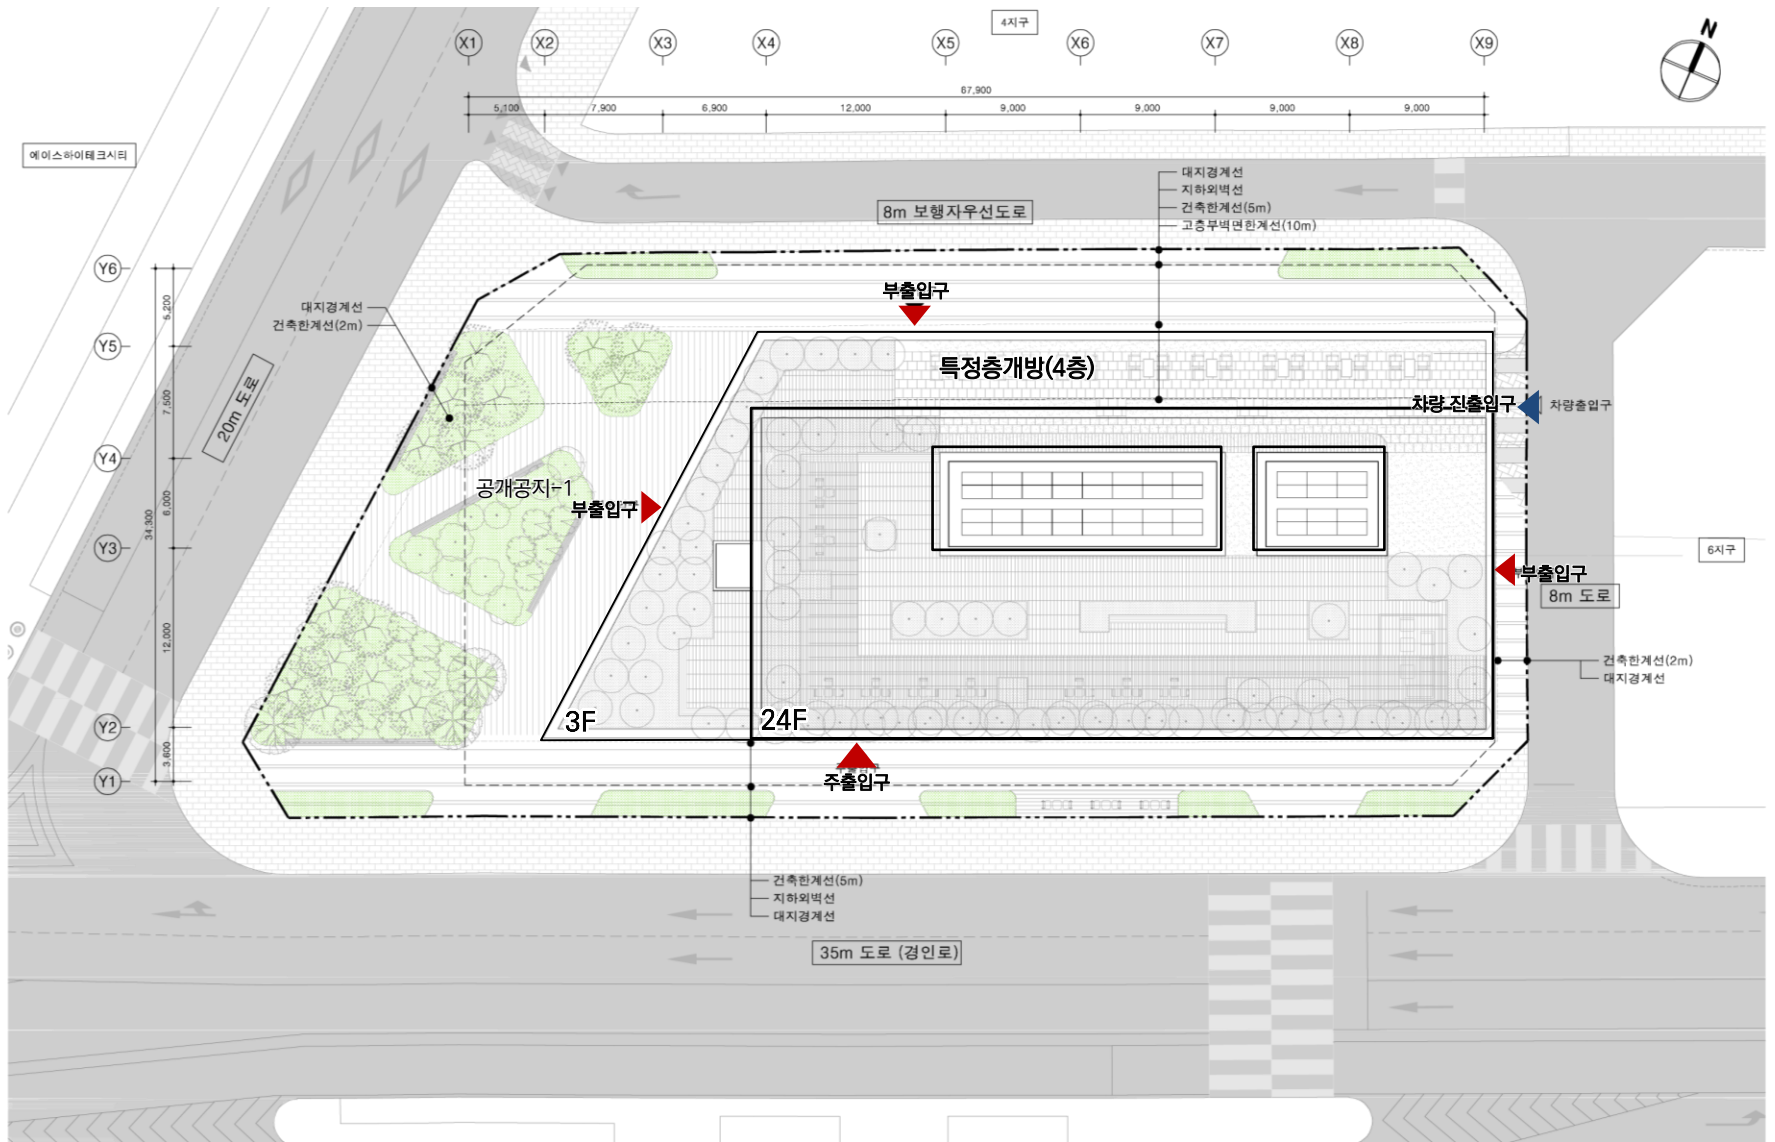 4지구
N
X1 X2 X3 X4 X5 X6 X7 X8 X9
67,900
5,100 7,900 6,900 12,000 9,000 9,000 9,000 9,000
에이스하이테크시티
대지경계선
지하외벽선
건축한계선(5m)
고층부벽면한계선(10m)
8m 보행자우선도로
Y6
Y5
Y4
Y3
Y2
Y1
5,200
7,500
6,000
12,000
3,600
34,300
대지경계선
건축한계선(2m)
20m 도로
부출입구
특정층개방(4층)
차량 진출입구
차량출입구
공개공지-1
부출입구
6지구
부출입구
8m 도로
건축한계선(2m)
대지경계선
3F
24F
주출입구
주출입구
건축한계선(5m)
지하외벽선
대지경계선
35m 도로 (경인로)